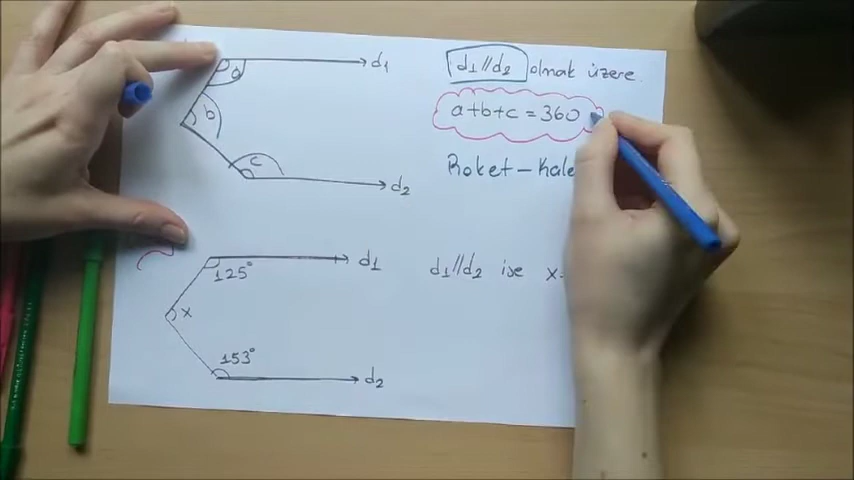 d1
a
b
c
d2
d1//d2 olmak üzere.
a+b+c = 360
Roket - Kale
d1
125°
x
153°
d2
d1//d2 ise x